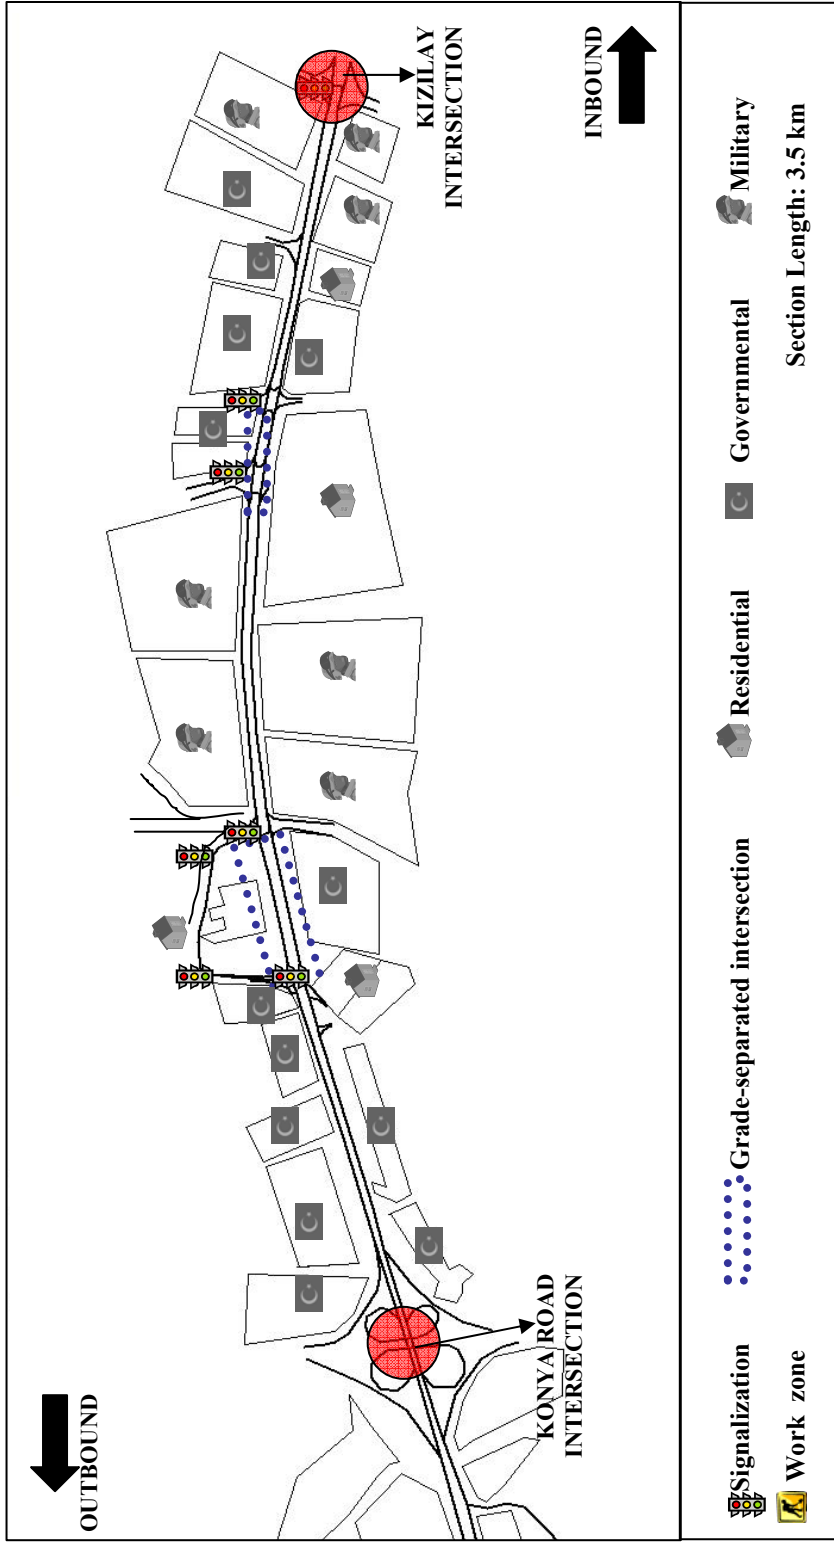 OUTBOUND
INBOUND
KONYA ROAD
INTERSECTION
KIZILAY
INTERSECTION
Signalization
Grade-separated intersection
Residential
Governmental
Military
Work zone
Section Length: 3.5 km